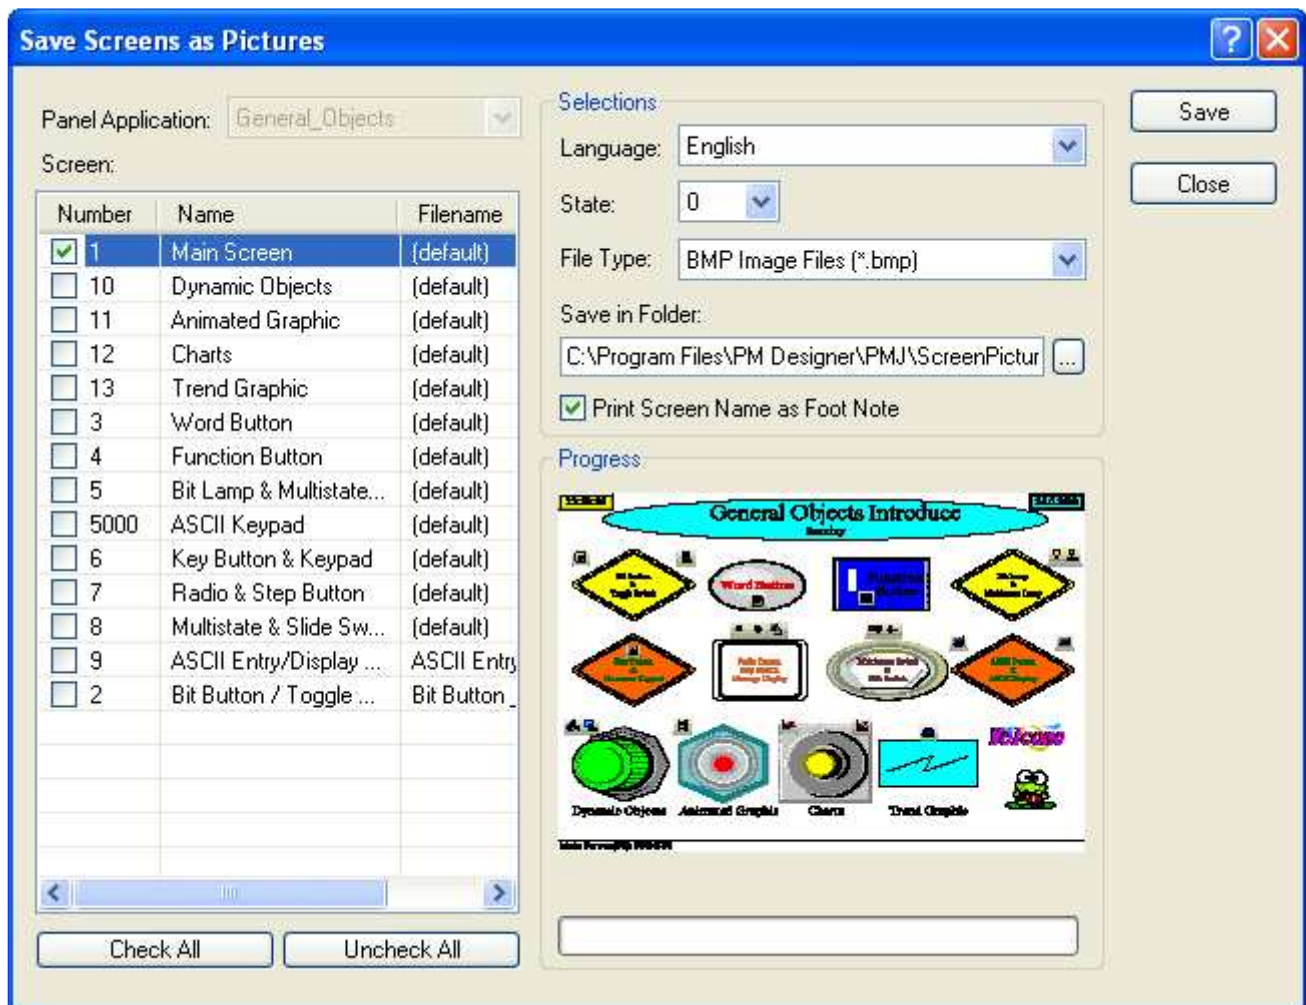 Save Screens as Pictures
Panel Application: General_Objects
Screen:
Number Name Filename
1 Main Screen (default)
10 Dynamic Objects (default)
11 Animated Graphic (default)
12 Charts (default)
13 Trend Graphic (default)
3 Word Button (default)
4 Function Button (default)
5 Bit Lamp & Multistate... (default)
5000 ASCII Keypad (default)
6 Key Button & Keypad (default)
7 Radio & Step Button (default)
8 Multistate & Slide Sw... (default)
9 ASCII Entry/Display ... ASCII Entry
2 Bit Button / Toggle ... Bit Button _
Check All
Uncheck All
Selections
Language: English
State: 0
File Type: BMP Image Files (*.bmp)
Save in Folder:
C:\Program Files\PM Designer\PMJ\ScreenPictur
...
Print Screen Name as Foot Note
Progress
General Objects Introduce
Word Button
Function
Welcome
Dynamic Objects Animated Graphic Charts Trend Graphic
Save
Close